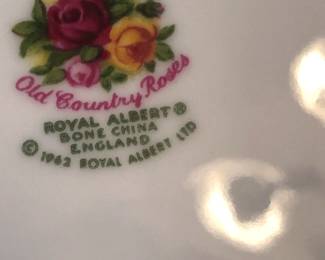 Old Country Roses
ROYAL ALBERT®
BONE CHINA
ENGLAND
© 1962 ROYAL ALBERT LTD